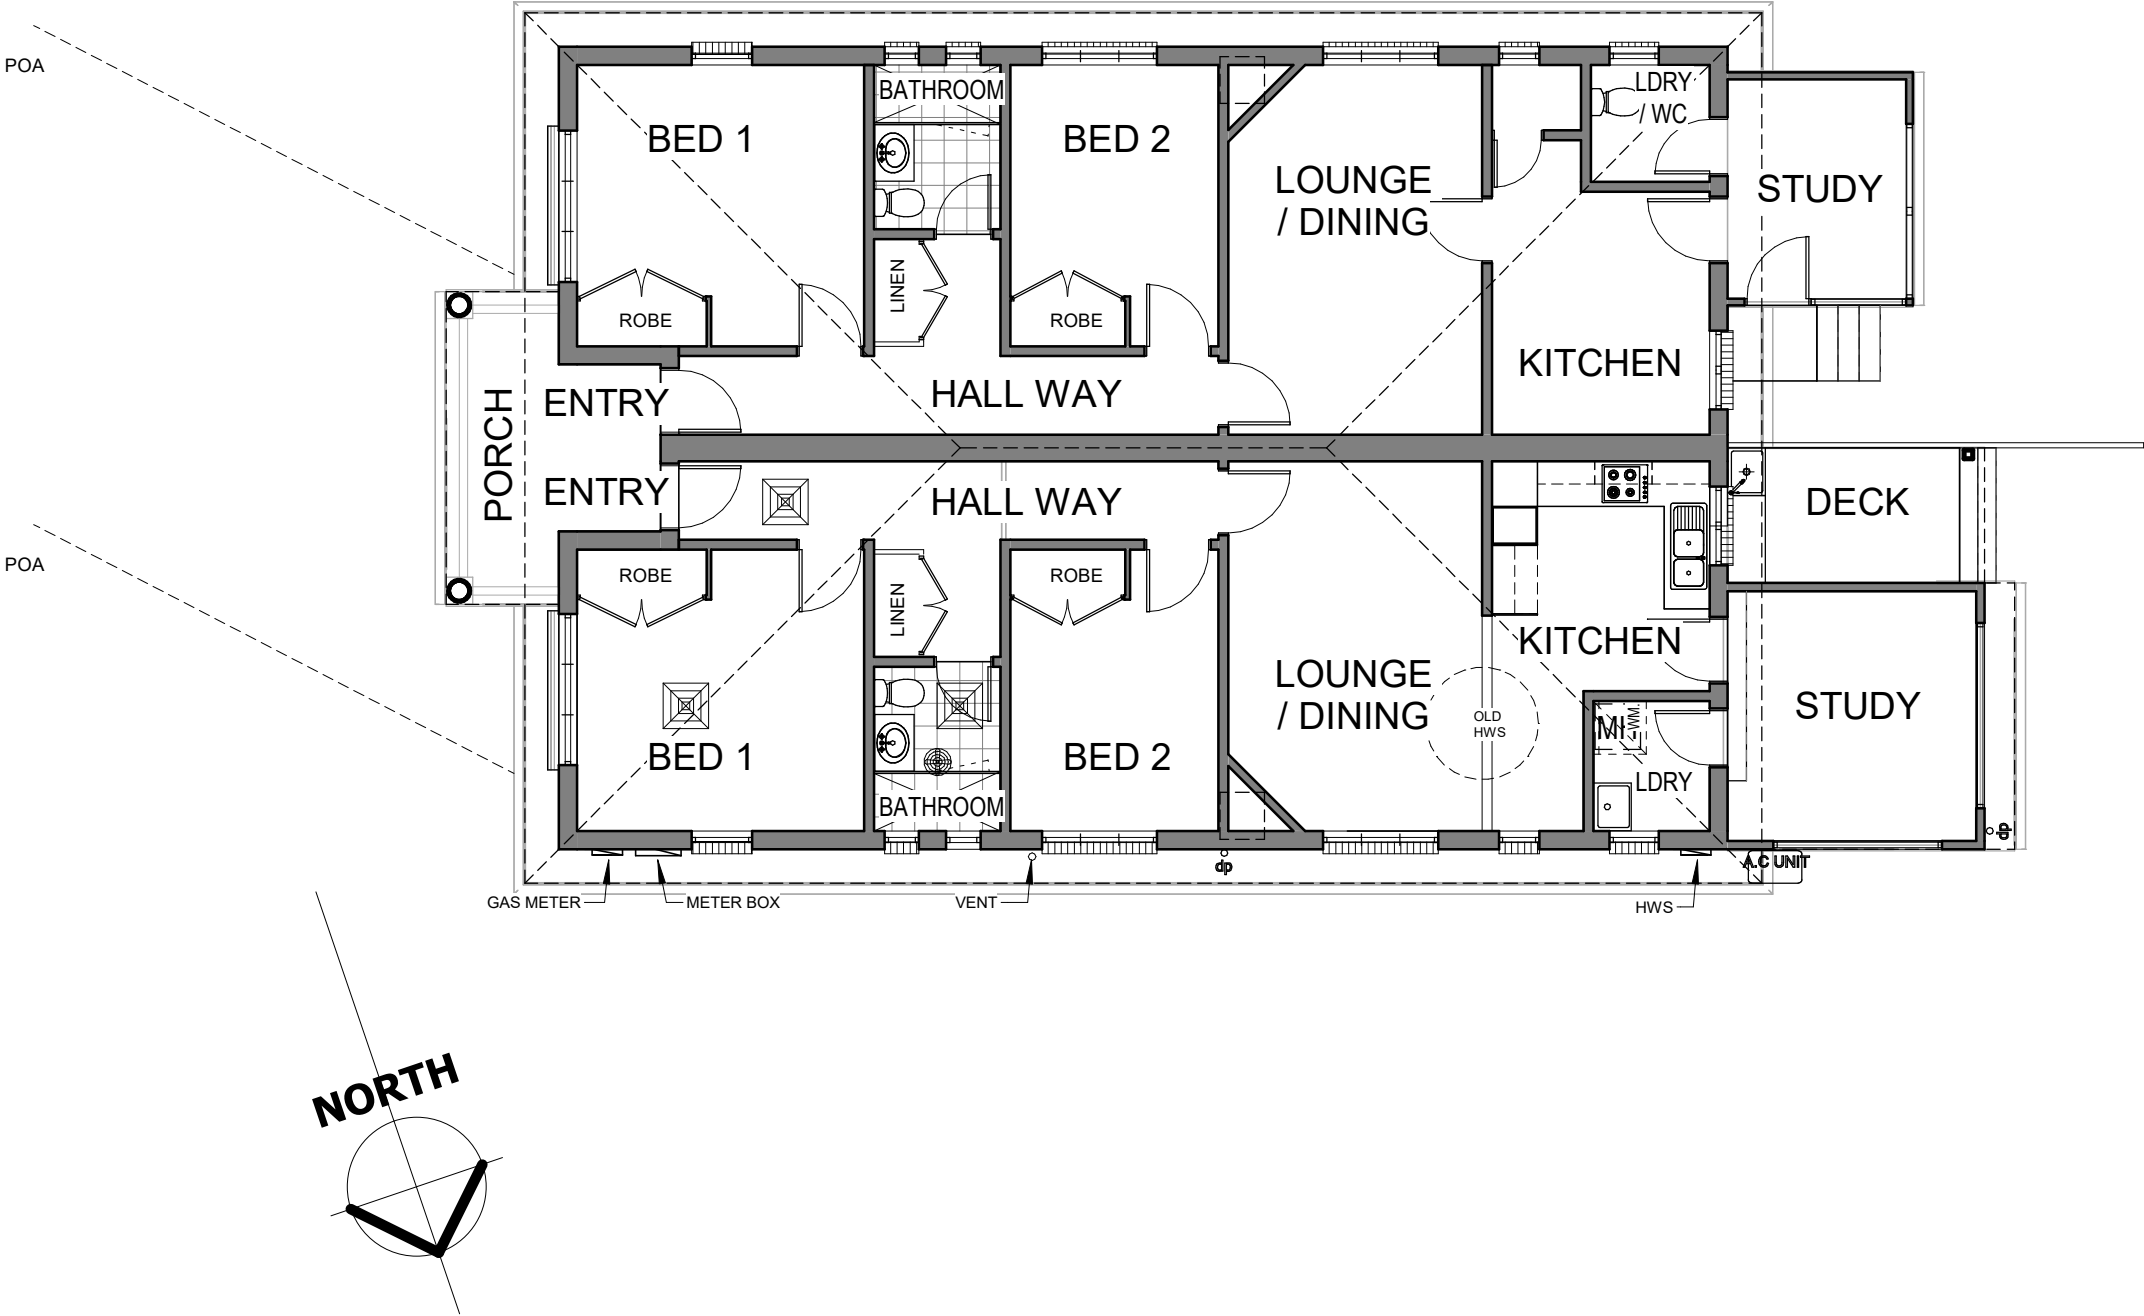 POA
BATHROOM
LDRY
/ WC
BED 1
BED 2
LOUNGE
/ DINING
STUDY
LINEN
ROBE
ROBE
KITCHEN
HALL WAY
ENTRY
PORCH
ENTRY
HALL WAY
DECK
POA
ROBE
ROBE
LINEN
KITCHEN
LOUNGE
/ DINING
STUDY
OLD
HWS
WM.
BED 1
BED 2
LDRY
BATHROOM
dp
dp
A.C UNIT
GAS METER
METER BOX
VENT
HWS
NORTH